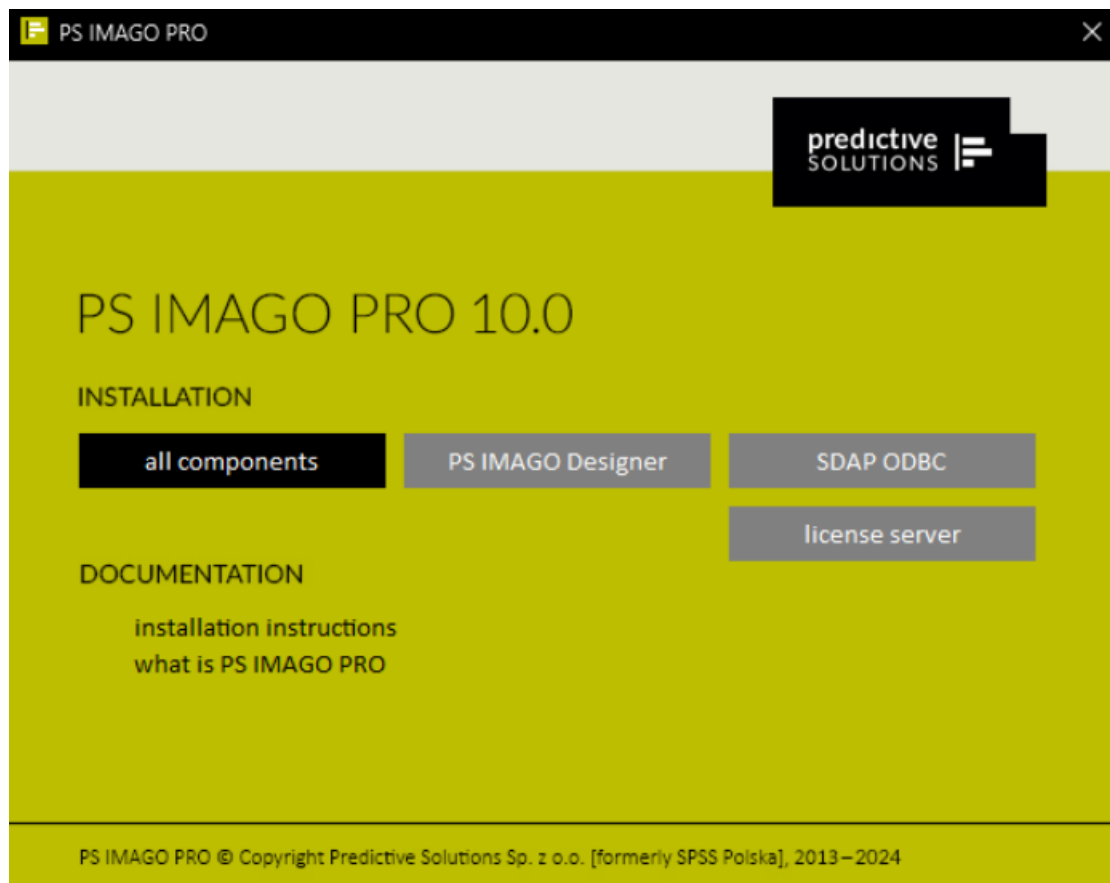 PS IMAGO PRO
predictive
SOLUTIONS
PS IMAGO PRO 10.0
INSTALLATION
all components
PS IMAGO Designer
SDAP ODBC
license server
DOCUMENTATION
installation instructions
what is PS IMAGO PRO
PS IMAGO PRO © Copyright Predictive Solutions Sp. z o.o. [formerly SPSS Polska], 2013–2024